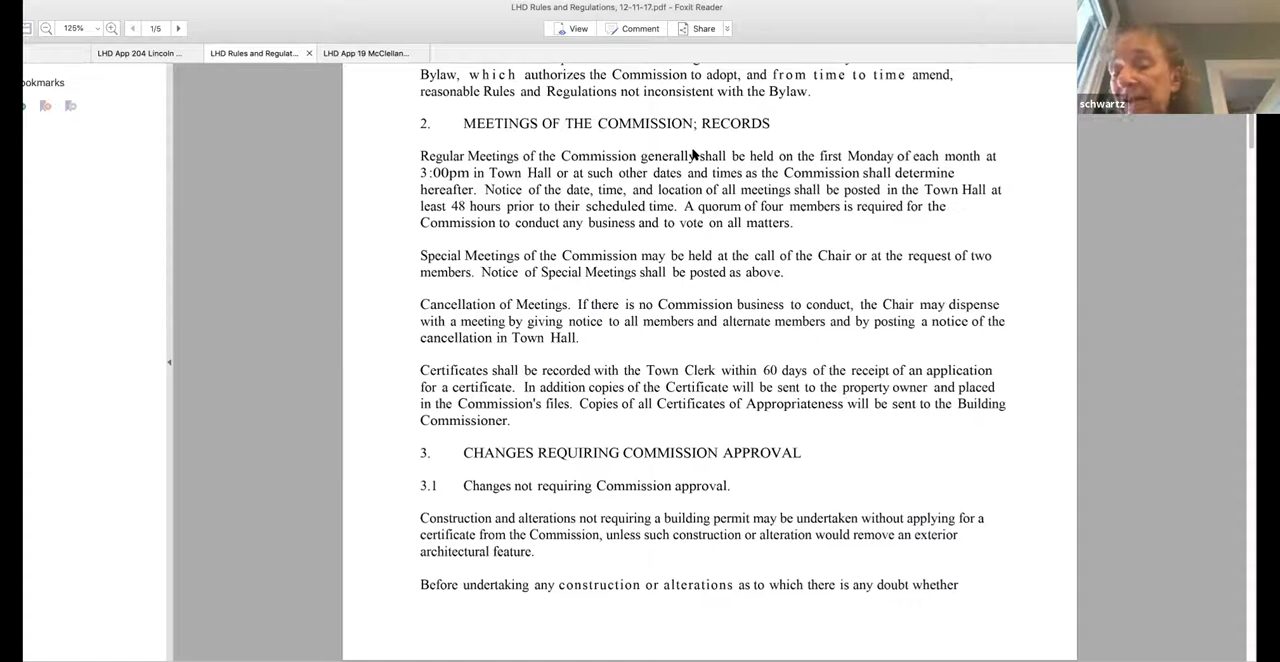 LHD Rules and Regulations, 12-11-17.pdf - Foxit Reader
125% 1/5 View Comment Share
LHD App 204 Lincoln ... LHD Rules and Regulat... × LHD App 19 McClellan...
ookmarks
schwartz
Bylaw, which authorizes the Commission to adopt, and from time to time amend,
reasonable Rules and Regulations not inconsistent with the Bylaw.
2. MEETINGS OF THE COMMISSION; RECORDS
Regular Meetings of the Commission generally shall be held on the first Monday of each month at
3:00pm in Town Hall or at such other dates and times as the Commission shall determine
hereafter. Notice of the date, time, and location of all meetings shall be posted in the Town Hall at
least 48 hours prior to their scheduled time. A quorum of four members is required for the
Commission to conduct any business and to vote on all matters.
Special Meetings of the Commission may be held at the call of the Chair or at the request of two
members. Notice of Special Meetings shall be posted as above.
Cancellation of Meetings. If there is no Commission business to conduct, the Chair may dispense
with a meeting by giving notice to all members and alternate members and by posting a notice of the
cancellation in Town Hall.
Certificates shall be recorded with the Town Clerk within 60 days of the receipt of an application
for a certificate. In addition copies of the Certificate will be sent to the property owner and placed
in the Commission's files. Copies of all Certificates of Appropriateness will be sent to the Building
Commissioner.
3. CHANGES REQUIRING COMMISSION APPROVAL
3.1 Changes not requiring Commission approval.
Construction and alterations not requiring a building permit may be undertaken without applying for a
certificate from the Commission, unless such construction or alteration would remove an exterior
architectural feature.
Before undertaking any construction or alterations as to which there is any doubt whether